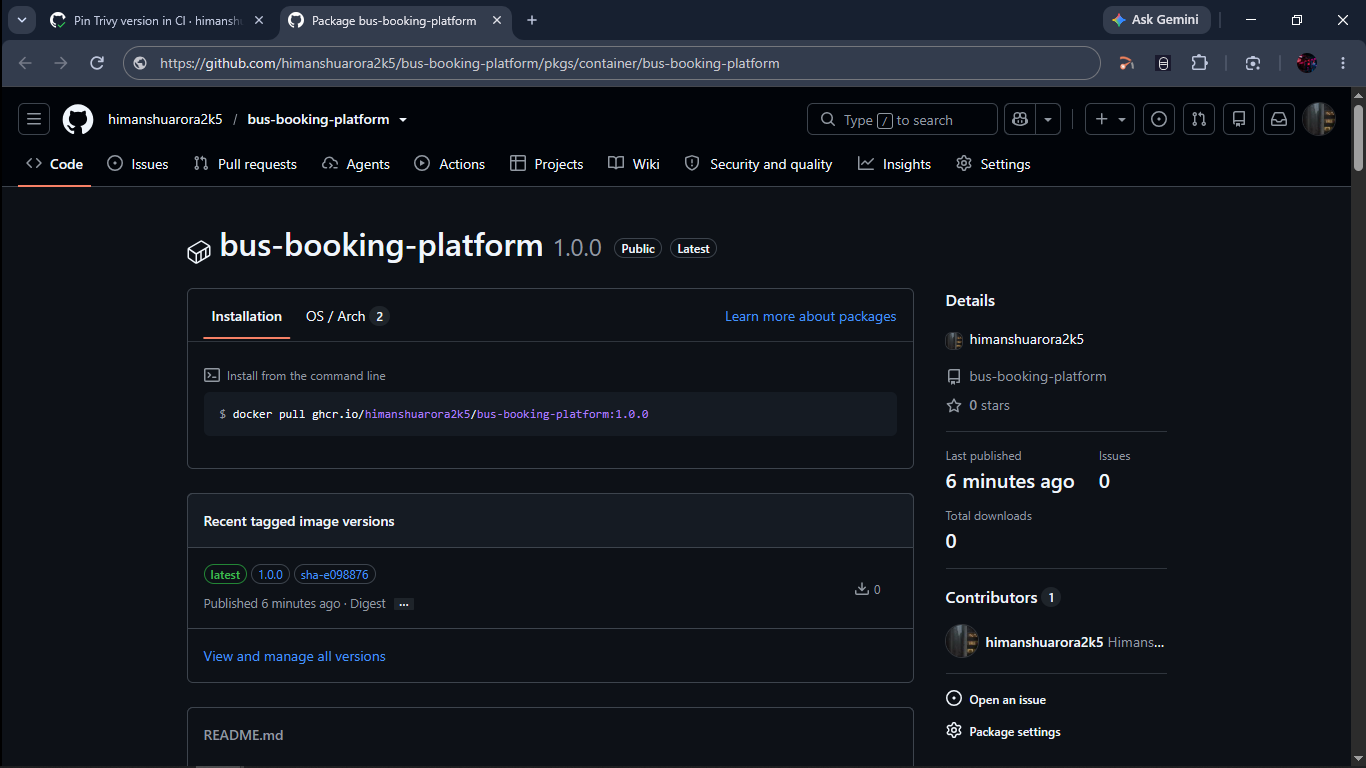 Pin Trivy version in CI · himansh
Package bus-booking-platform
Ask Gemini
https://github.com/himanshuarora2k5/bus-booking-platform/pkgs/container/bus-booking-platform
himanshuarora2k5 / bus-booking-platform
Type / to search
Code
Issues
Pull requests
Agents
Actions
Projects
Wiki
Security and quality
Insights
Settings
bus-booking-platform 1.0.0 Public Latest
Installation
OS / Arch 2
Learn more about packages
Install from the command line
$ docker pull ghcr.io/himanshuarora2k5/bus-booking-platform:1.0.0
Recent tagged image versions
latest 1.0.0 sha-e098876
Published 6 minutes ago · Digest ...
0
View and manage all versions
README.md
Details
himanshuarora2k5
bus-booking-platform
0 stars
Last published
Issues
6 minutes ago
0
Total downloads
0
Contributors 1
himanshuarora2k5 Himans...
Open an issue
Package settings